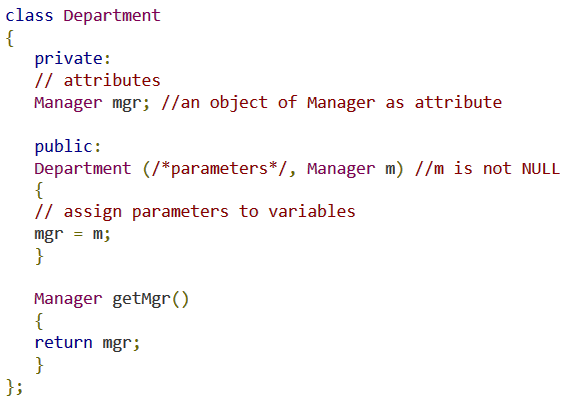 class Department
{
private:
// attributes
Manager mgr; //an object of Manager as attribute
public:
Department (/*parameters*/, Manager m) //m is not NULL
{
// assign parameters to variables
mgr = m;
}
Manager getMgr()
{
return mgr;
}
};